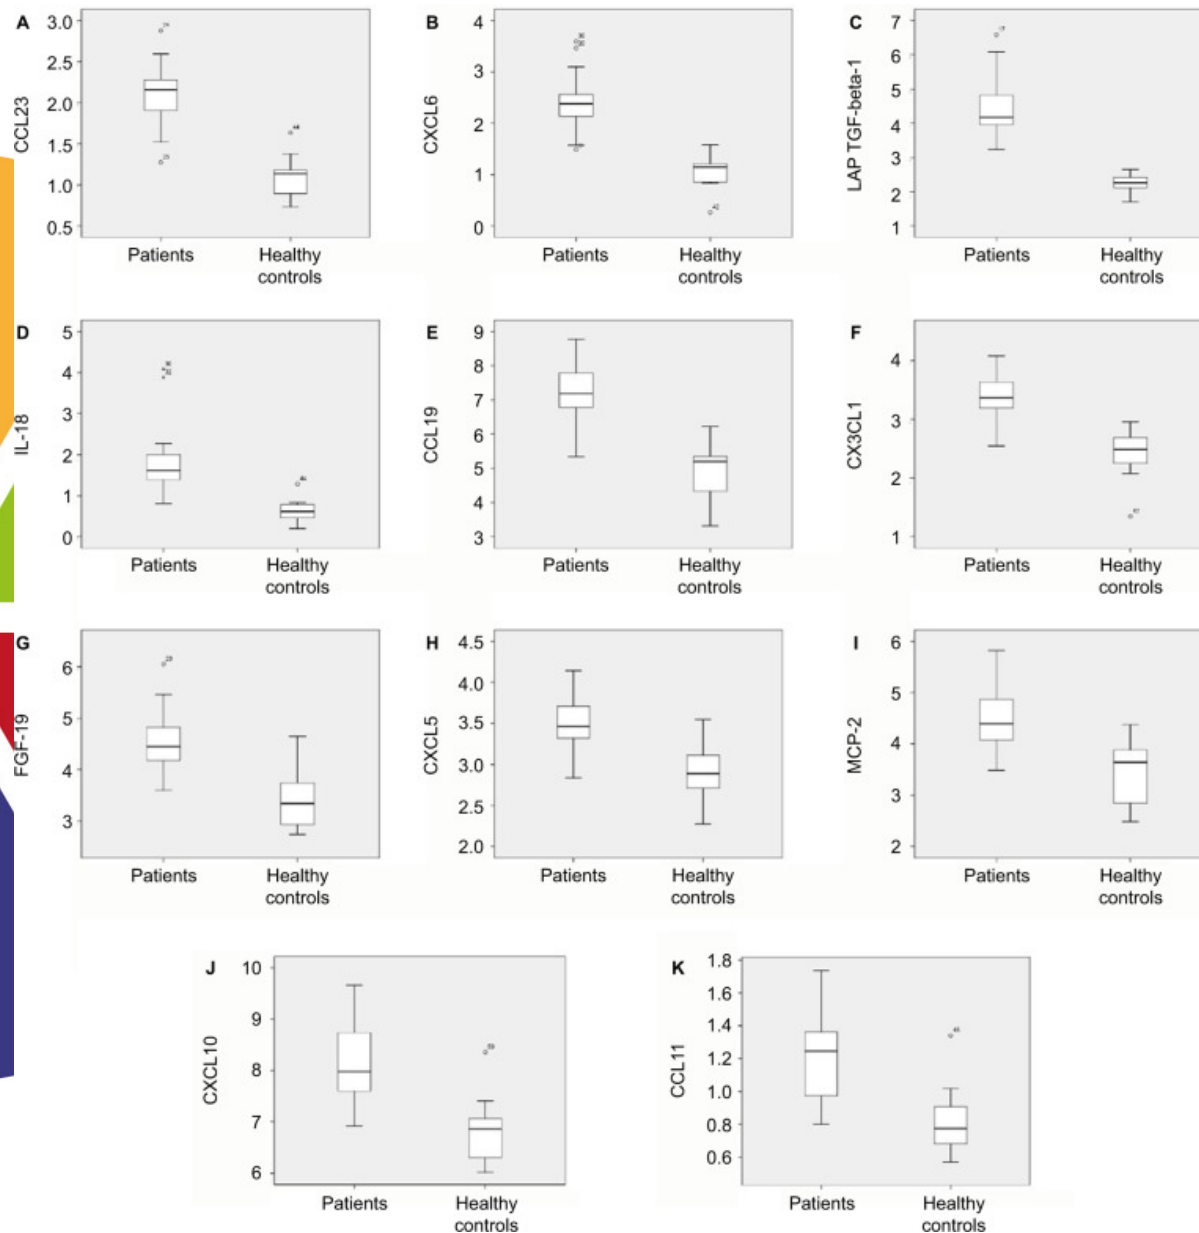 A
CCL23
3.0
2.5
2.0
1.5
1.0
0.5
Patients
Healthy
controls
B
CXCL6
4
3
2
1
0
Patients
Healthy
controls
C
LAP TGF-beta-1
7
6
5
4
3
2
1
Patients
Healthy
controls
D
IL-18
5
4
3
2
1
0
Patients
Healthy
controls
E
CCL19
9
8
7
6
5
4
3
Patients
Healthy
controls
F
CX3CL1
4
3
2
1
Patients
Healthy
controls
G
FGF-19
6
5
4
3
Patients
Healthy
controls
H
CXCL5
4.5
4.0
3.5
3.0
2.5
2.0
Patients
Healthy
controls
I
MCP-2
6
5
4
3
2
Patients
Healthy
controls
J
CXCL10
10
9
8
7
6
Patients
Healthy
controls
K
CCL11
1.8
1.6
1.4
1.2
1.0
0.8
0.6
Patients
Healthy
controls